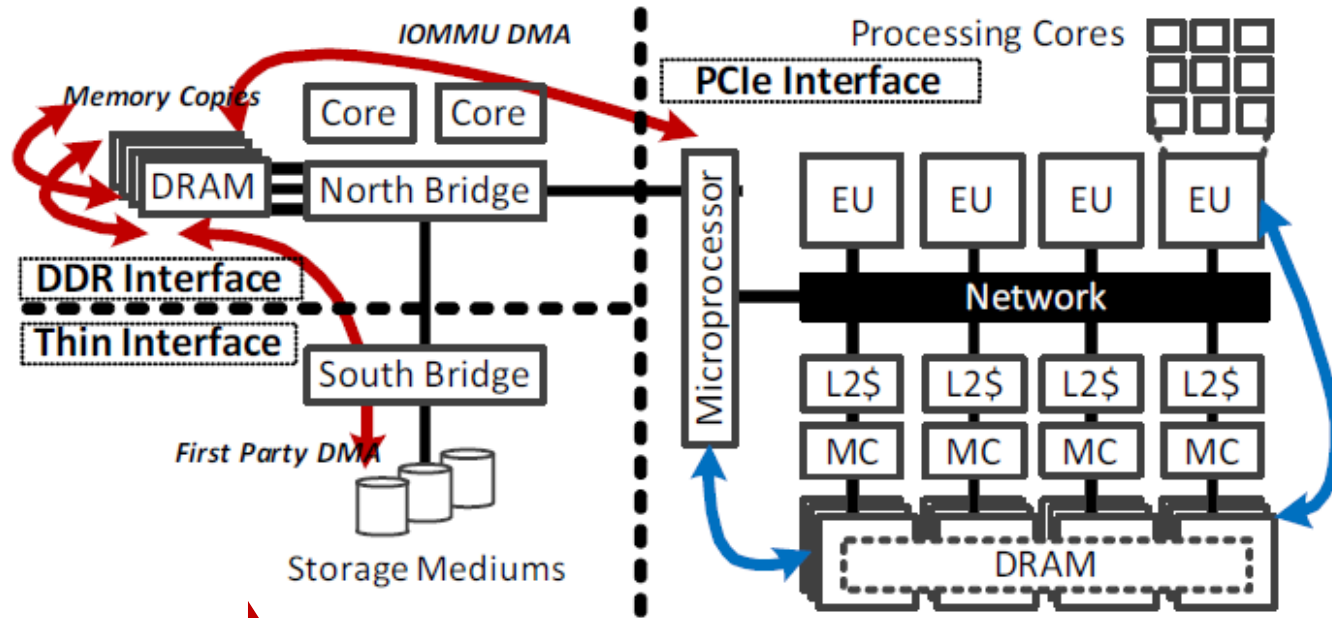 IOMMU DMA
Processing Cores
PCIe Interface
Memory Copies
Core
Core
DRAM
North Bridge
Microprocessor
EU
EU
EU
EU
DDR Interface
Network
Thin Interface
South Bridge
L2$
L2$
L2$
L2$
First Party DMA
MC
MC
MC
MC
Storage Mediums
DRAM